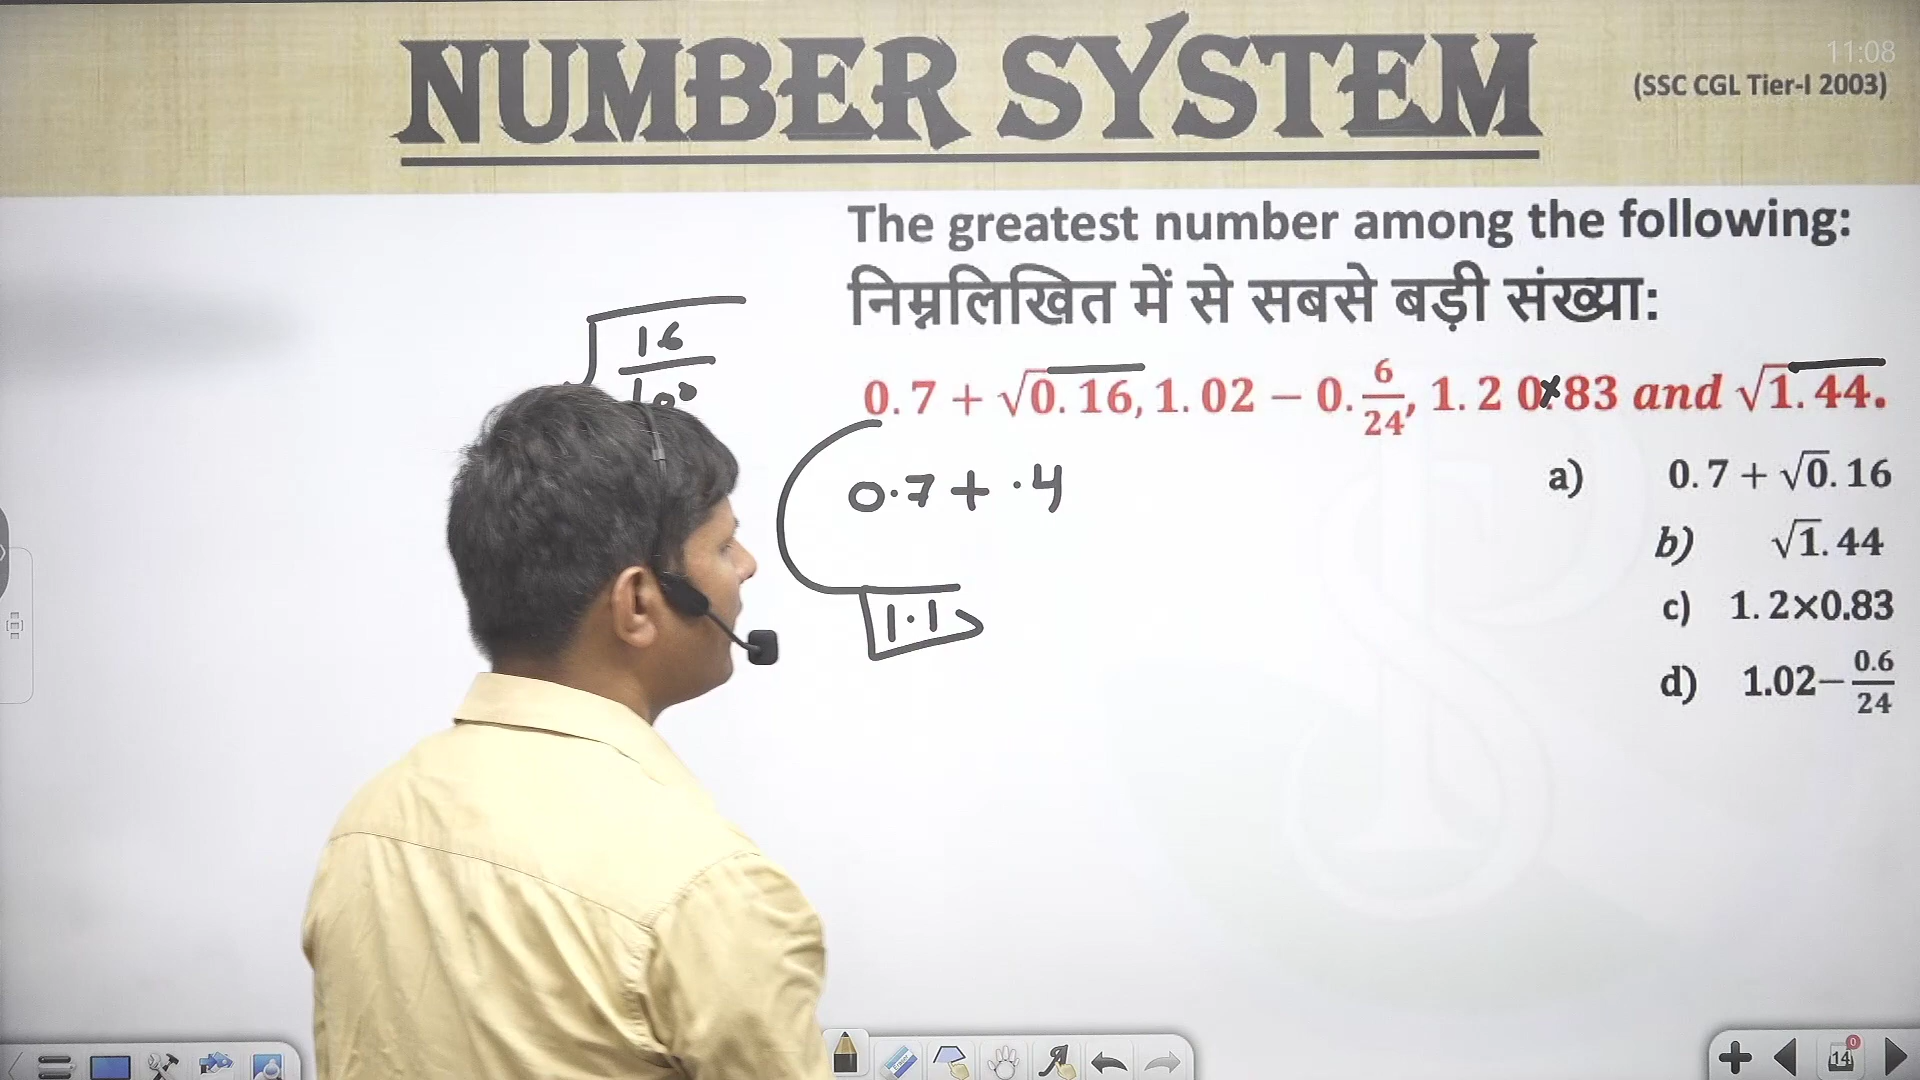 NUMBER SYSTEM
11:08
(SSC CGL Tier-I 2003)
The greatest number among the following:
निम्नलिखित में से सबसे बड़ी संख्या:
0.7 + √0.16, 1.02 − 0.6/24, 1.2 0.×83 and √1.44.
16/100
0.7 + .4
1.1
a) 0.7 + √0.16
b) √1.44
c) 1.2×0.83
d) 1.02− 0.6/24
14
0